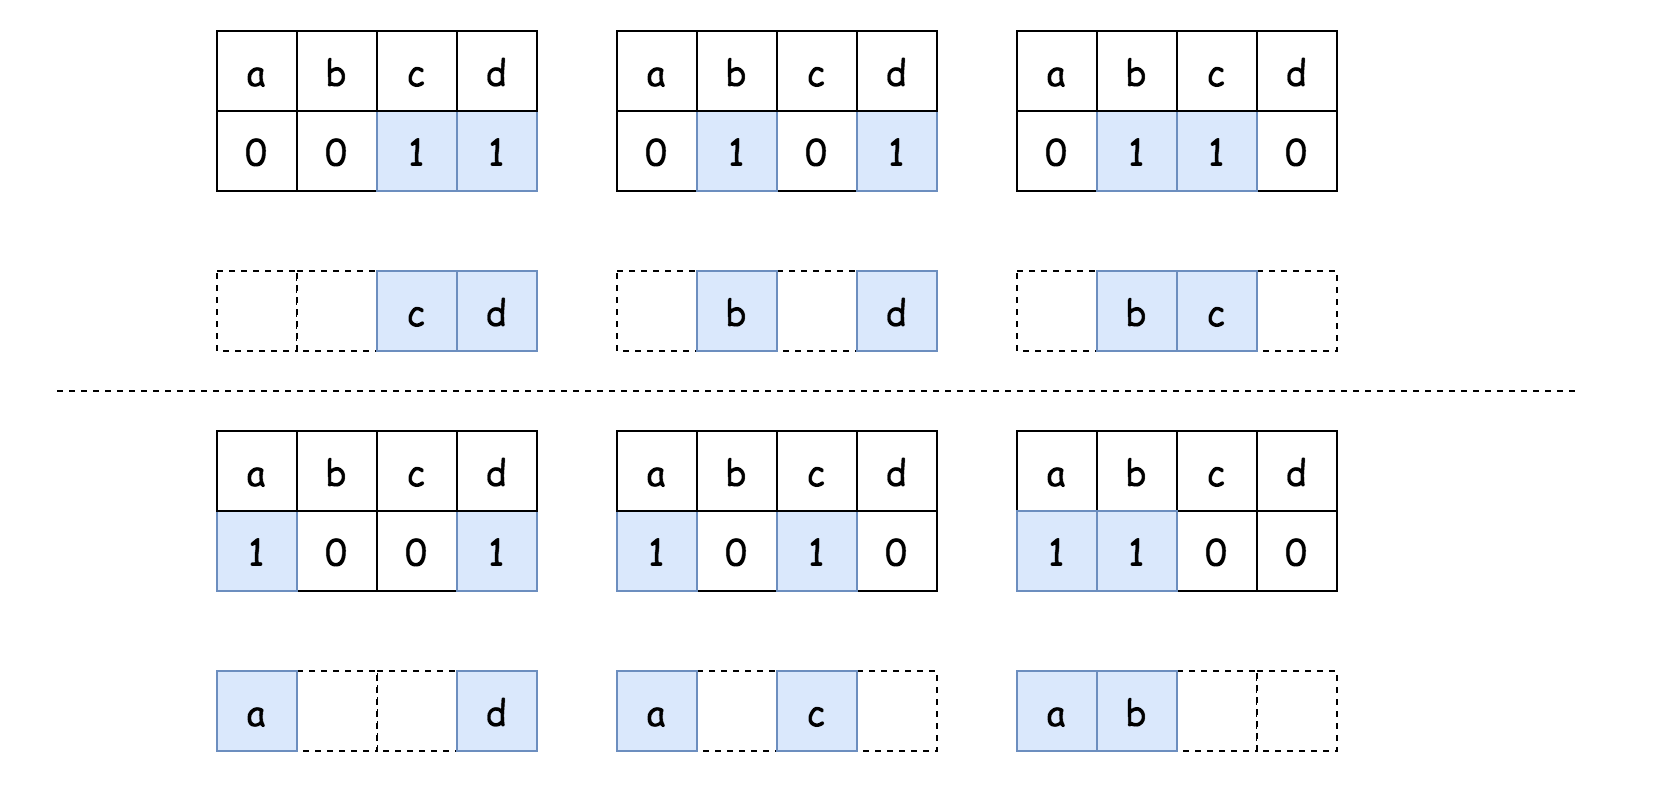 a b c d a b c d a b c d
0 0 1 1 0 1 0 1 0 1 1 0
c d b d b c
a b c d a b c d a b c d
1 0 0 1 1 0 1 0 1 1 0 0
a d a c a b